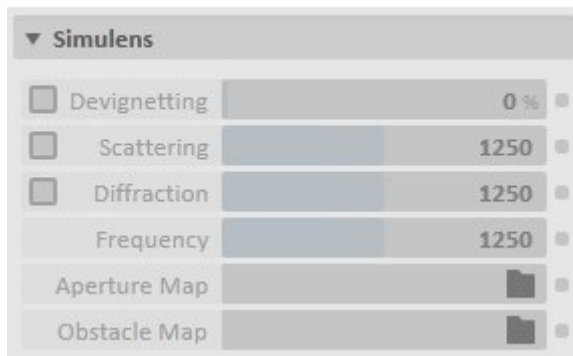 Simulens
Devignetting 0 %
Scattering 1250
Diffraction 1250
Frequency 1250
Aperture Map
Obstacle Map